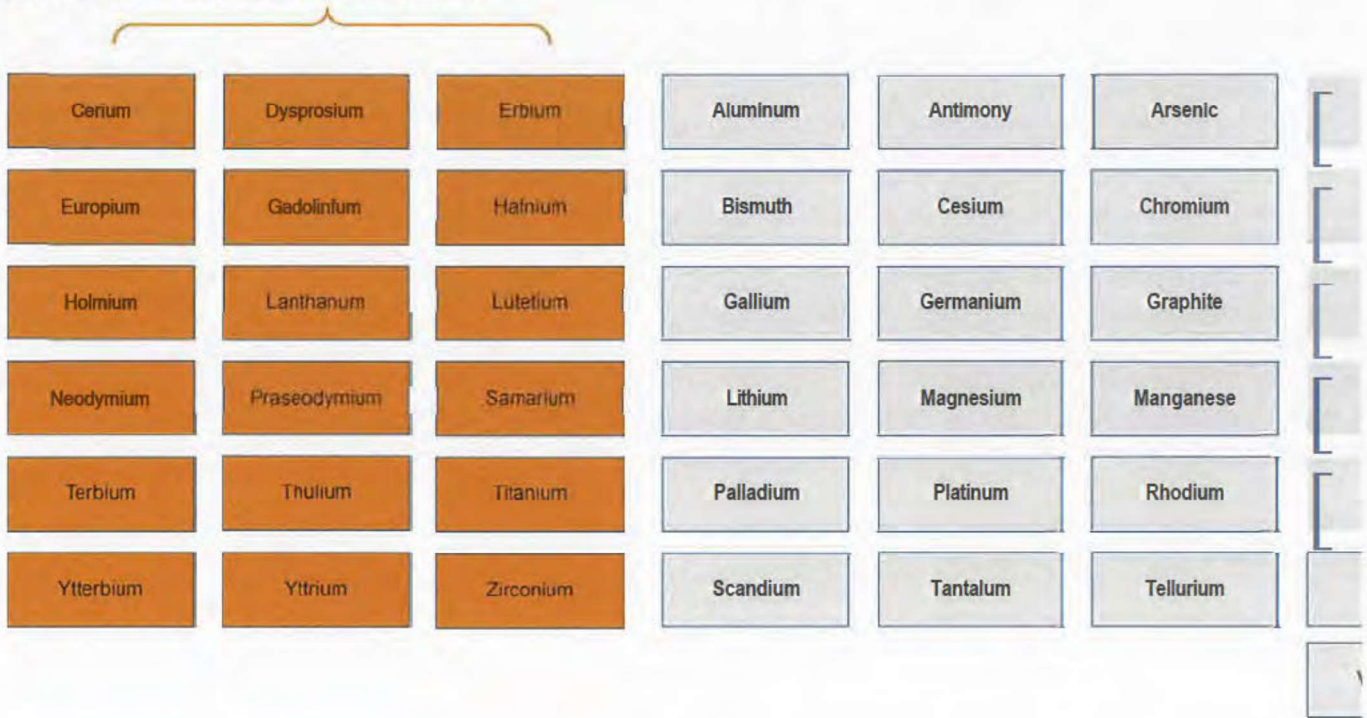 Cerium Dysprosium Erbium Aluminum Antimony Arsenic
Europium Gadolinfum Hafnium Bismuth Cesium Chromium
Holmium Lanthanum Lutetium Gallium Germanium Graphite
Neodymium Praseodymium Samarium Lithium Magnesium Manganese
Terbium Thulium Titanium Palladium Platinum Rhodium
Ytterbium Yttrium Zirconium Scandium Tantalum Tellurium